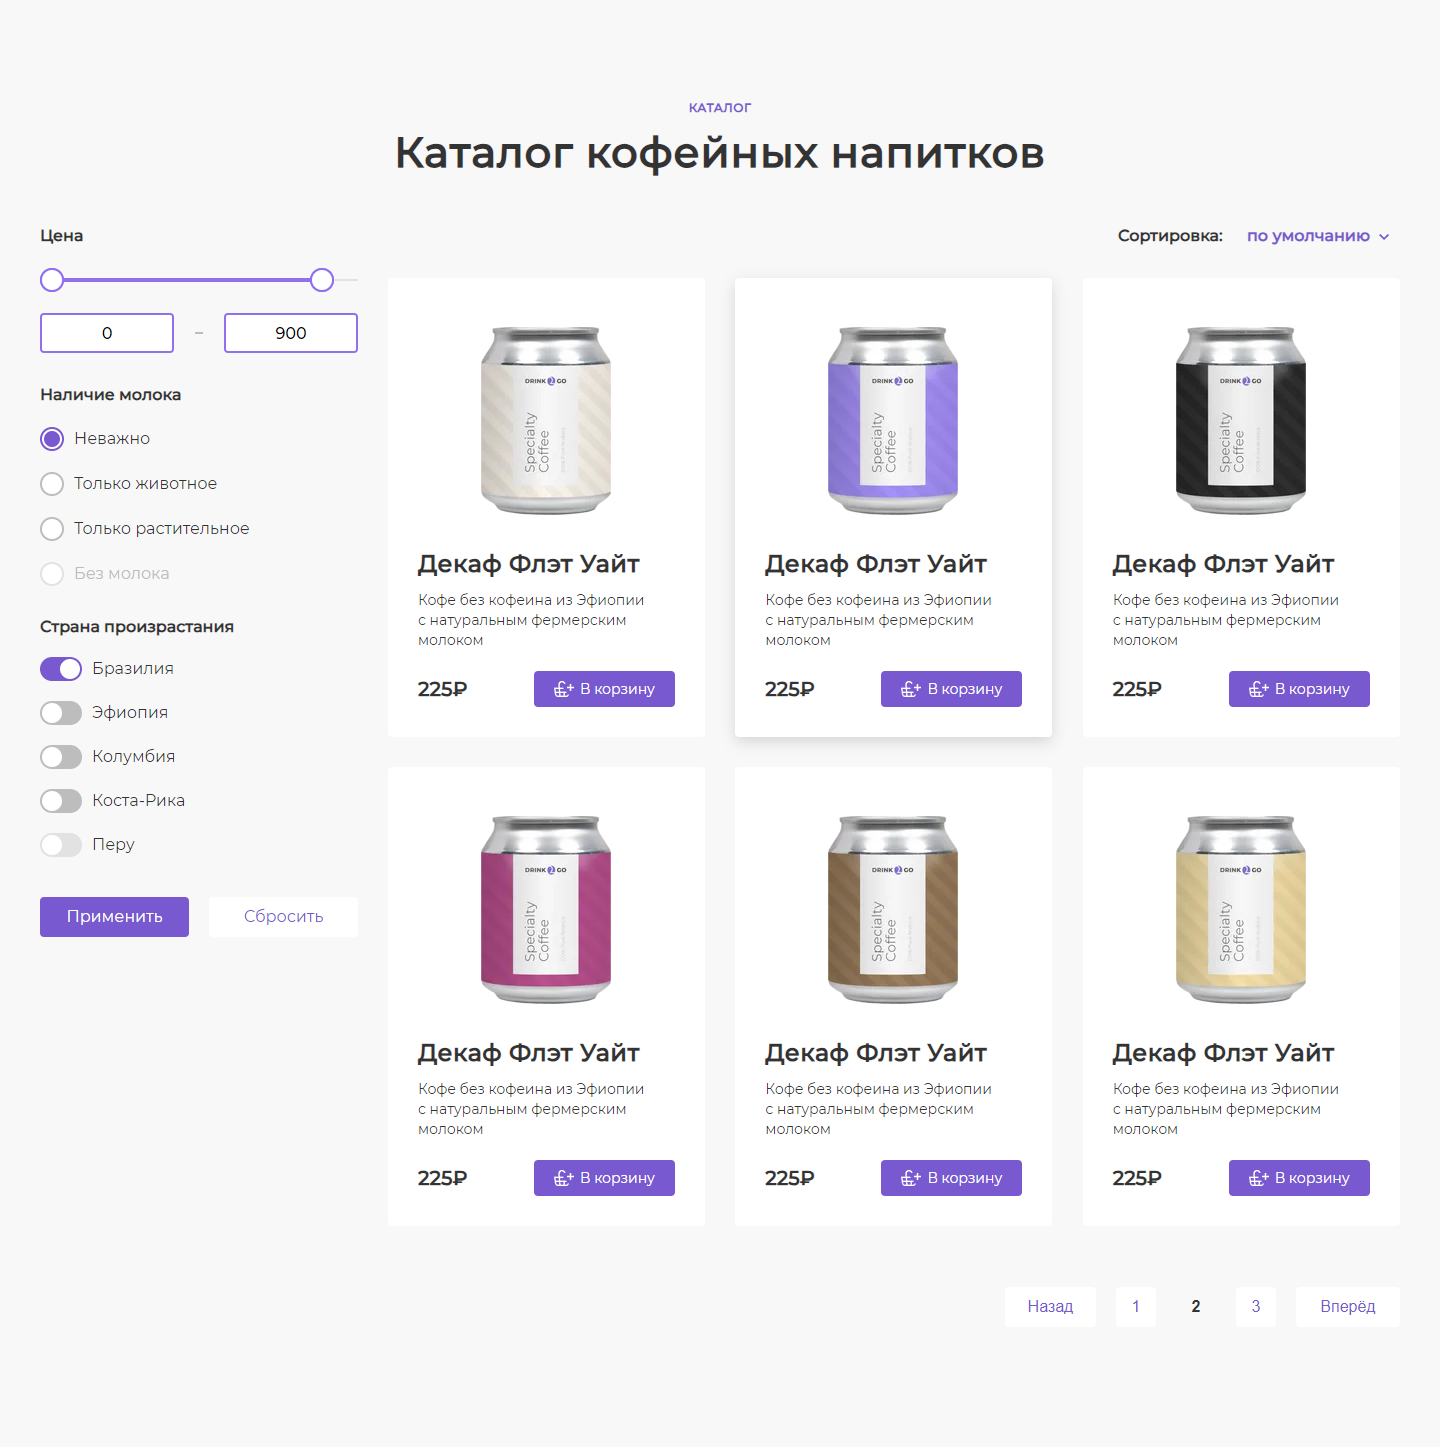 КАТАЛОГ
Каталог кофейных напитков
Цена
0
–
900
Наличие молока
Неважно
Только животное
Только растительное
Без молока
Страна произрастания
Бразилия
Эфиопия
Колумбия
Коста-Рика
Перу
Применить
Сбросить
Сортировка:
по умолчанию
DRINK 2 GO
Specialty
Coffee
Декаф Флэт Уайт
Кофе без кофеина из Эфиопии
с натуральным фермерским
молоком
225₽
В корзину
DRINK 2 GO
Specialty
Coffee
Декаф Флэт Уайт
Кофе без кофеина из Эфиопии
с натуральным фермерским
молоком
225₽
В корзину
DRINK 2 GO
Specialty
Coffee
Декаф Флэт Уайт
Кофе без кофеина из Эфиопии
с натуральным фермерским
молоком
225₽
В корзину
DRINK 2 GO
Specialty
Coffee
Декаф Флэт Уайт
Кофе без кофеина из Эфиопии
с натуральным фермерским
молоком
225₽
В корзину
DRINK 2 GO
Specialty
Coffee
Декаф Флэт Уайт
Кофе без кофеина из Эфиопии
с натуральным фермерским
молоком
225₽
В корзину
DRINK 2 GO
Specialty
Coffee
Декаф Флэт Уайт
Кофе без кофеина из Эфиопии
с натуральным фермерским
молоком
225₽
В корзину
Назад
1
2
3
Вперёд